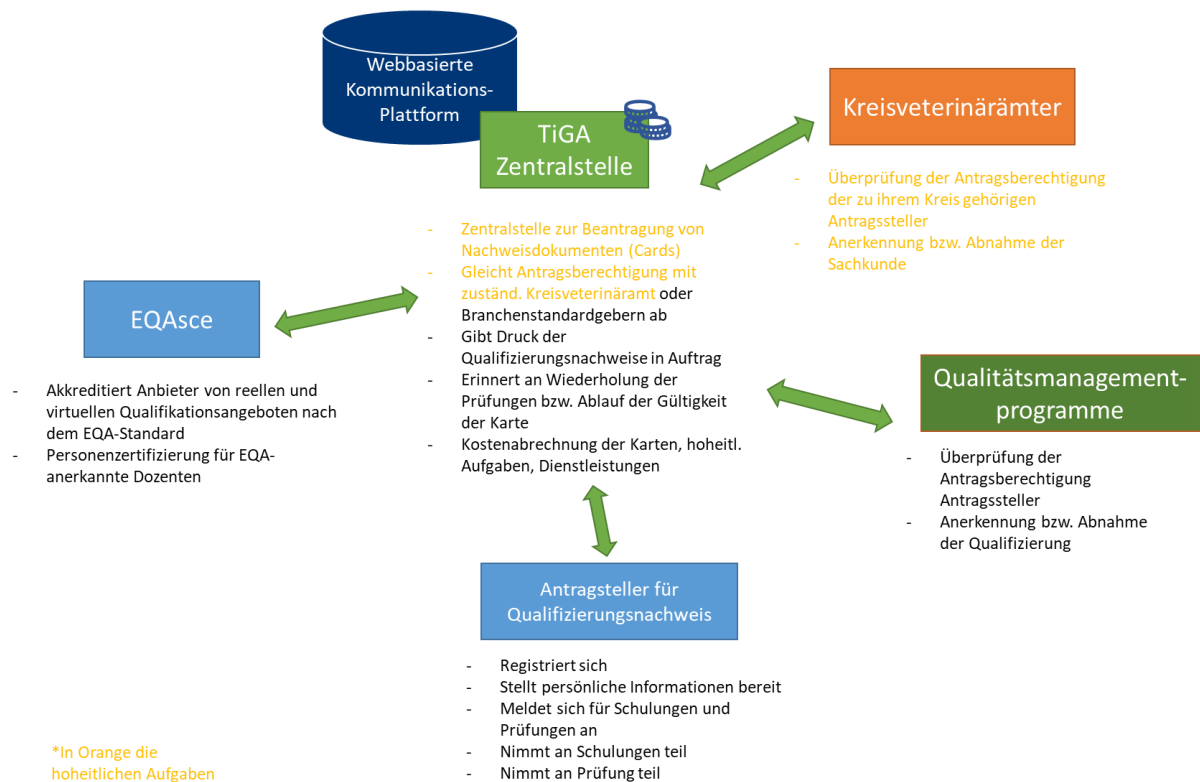 Webbasierte
Kommunikations-
Plattform
TiGA
Zentralstelle
Kreisveterinärämter
- Überprüfung der Antragsberechtigung
der zu ihrem Kreis gehörigen
Antragssteller
- Anerkennung bzw. Abnahme der
Sachkunde
- Zentralstelle zur Beantragung von
Nachweisdokumenten (Cards)
- Gleicht Antragsberechtigung mit
zuständ. Kreisveterinäramt oder
Branchenstandardgebern ab
- Gibt Druck der
Qualifizierungsnachweise in Auftrag
- Erinnert an Wiederholung der
Prüfungen bzw. Ablauf der Gültigkeit
der Karte
- Kostenabrechnung der Karten, hoheitl.
Aufgaben, Dienstleistungen
EQAsce
- Akkreditiert Anbieter von reellen und
virtuellen Qualifikationsangeboten nach
dem EQA-Standard
- Personenzertifizierung für EQA-
anerkannte Dozenten
Qualitätsmanagement-
programme
- Überprüfung der
Antragsberechtigung
Antragssteller
- Anerkennung bzw. Abnahme
der Qualifizierung
Antragsteller für
Qualifizierungsnachweis
- Registriert sich
- Stellt persönliche Informationen bereit
- Meldet sich für Schulungen und
Prüfungen an
- Nimmt an Schulungen teil
- Nimmt an Prüfung teil
*In Orange die
hoheitlichen Aufgaben